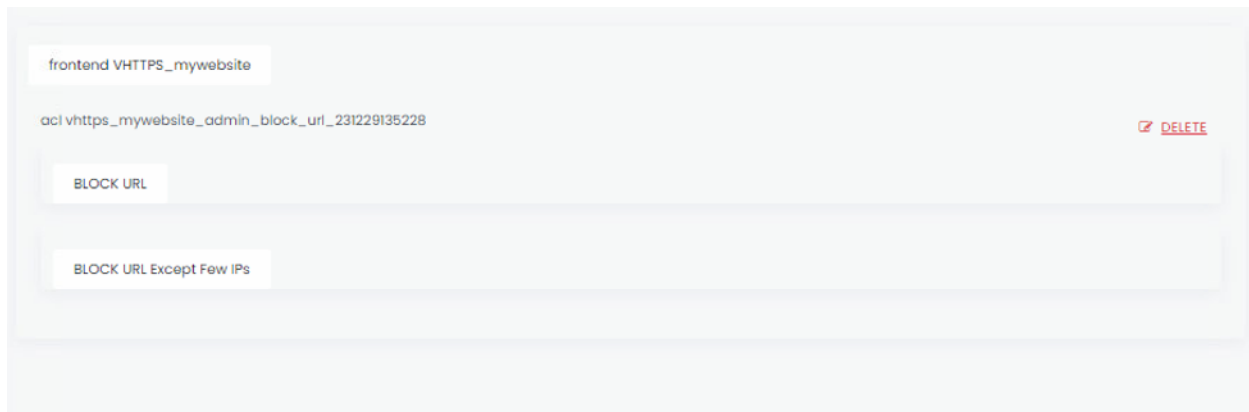 frontend VHTTPS_mywebsite
acl vhttps_mywebsite_admin_block_url_231229135228
DELETE
BLOCK URL
BLOCK URL Except Few IPs